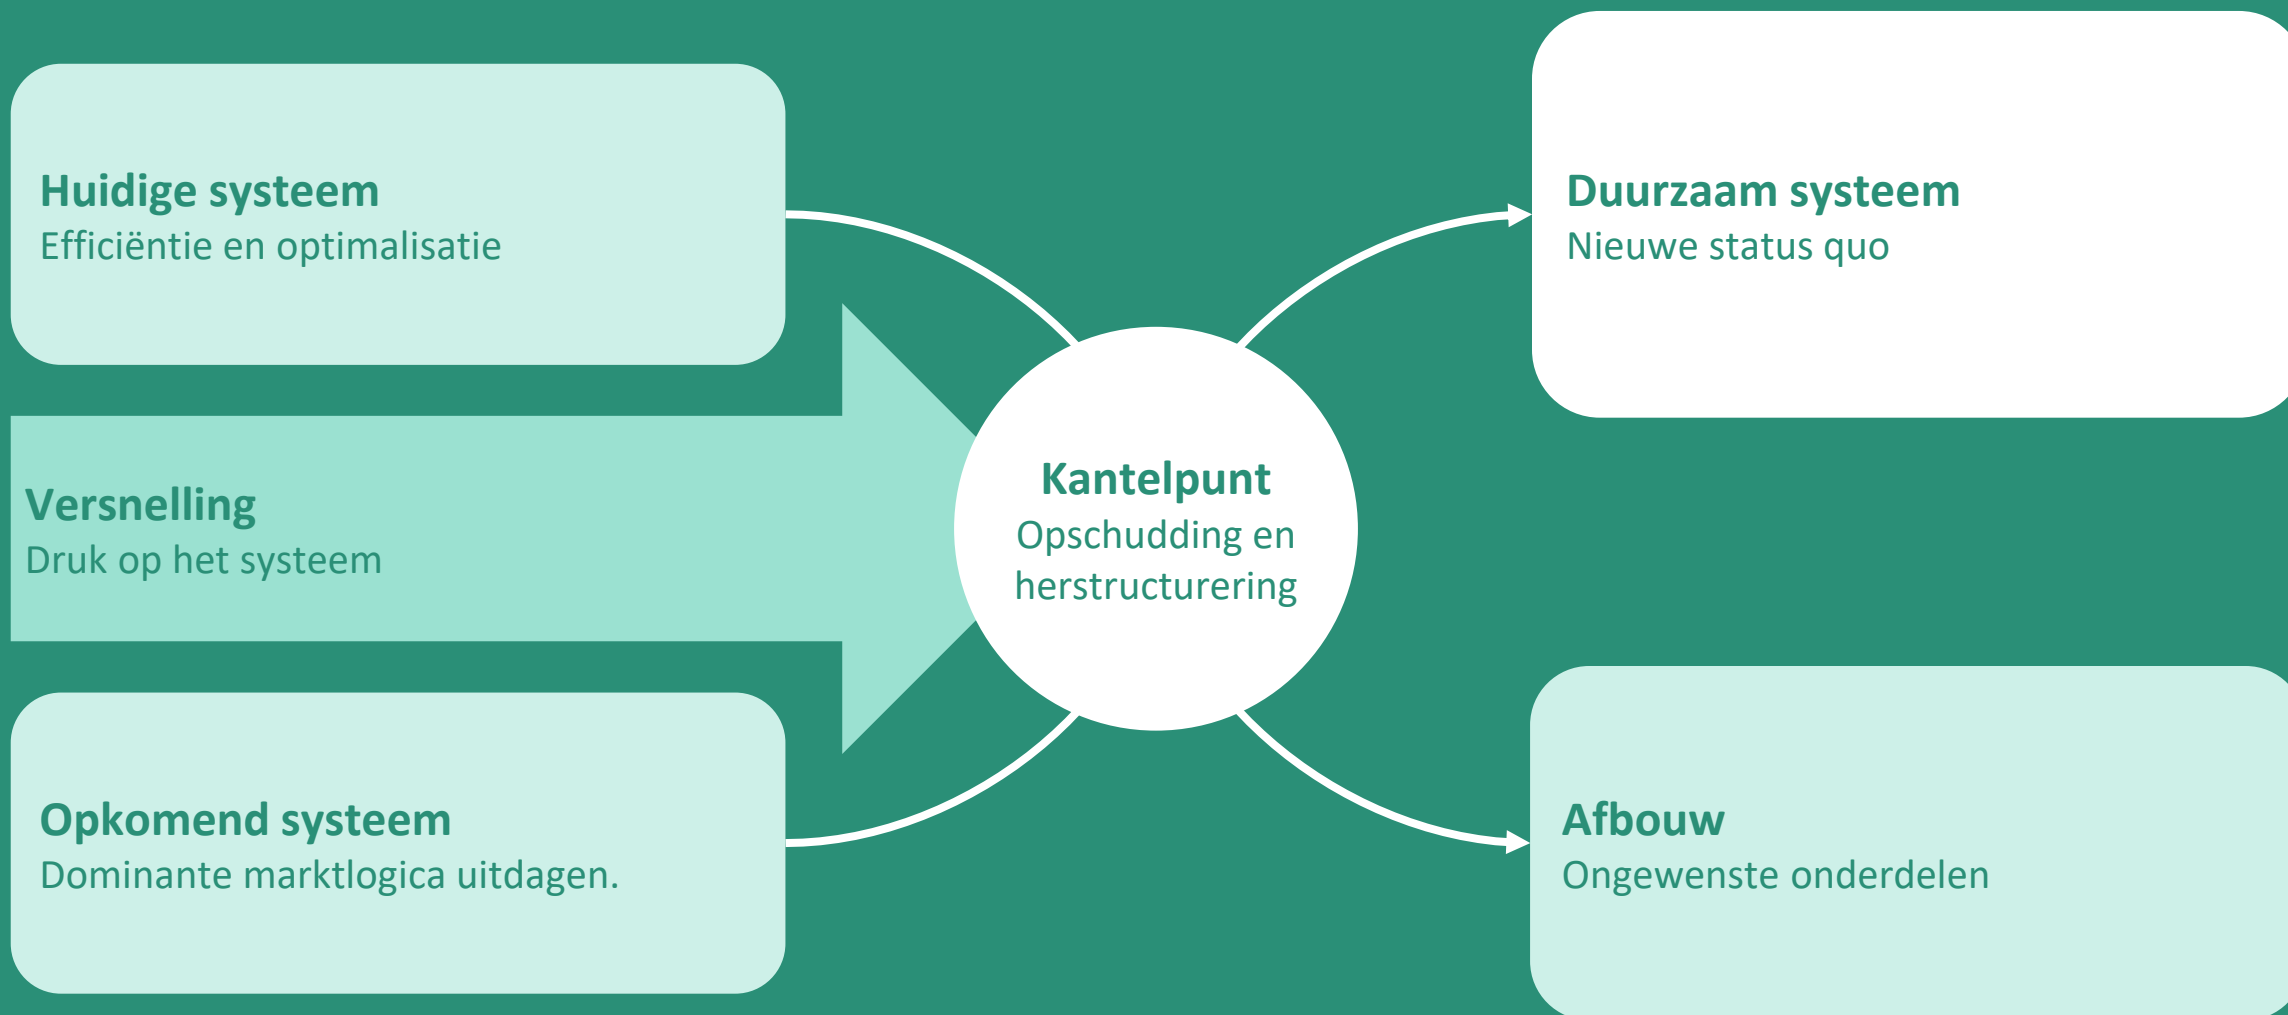 Huidige systeem
Efficiëntie en optimalisatie
Versnelling
Druk op het systeem
Opkomend systeem
Dominante marktlogica uitdagen.
Kantelpunt
Opschudding en
herstructurering
Duurzaam systeem
Nieuwe status quo
Afbouw
Ongewenste onderdelen